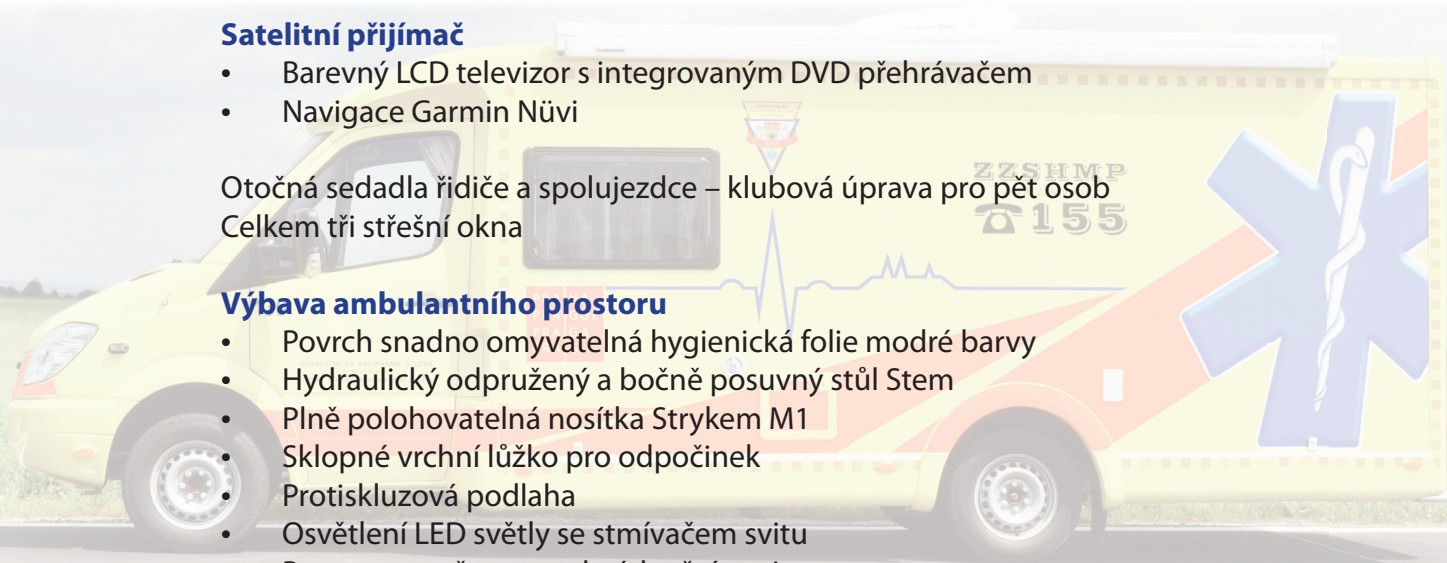 Satelitní přijímač
• Barevný LCD televizor s integrovaným DVD přehrávačem
• Navigace Garmin Nüvi
Otočná sedadla řidiče a spolujezdce – klubová úprava pro pět osob
Celkem tři střešní okna
ZZSHMP
☎155
Výbava ambulantního prostoru
• Povrch snadno omyvatelná hygienická folie modré barvy
• Hydraulický odpružený a bočně posuvný stůl Stem
• Plně polohovatelná nosítka Strykem M1
• Sklopné vrchní lůžko pro odpočinek
• Protiskluzová podlaha
• Osvětlení LED světly se stmívačem svitu